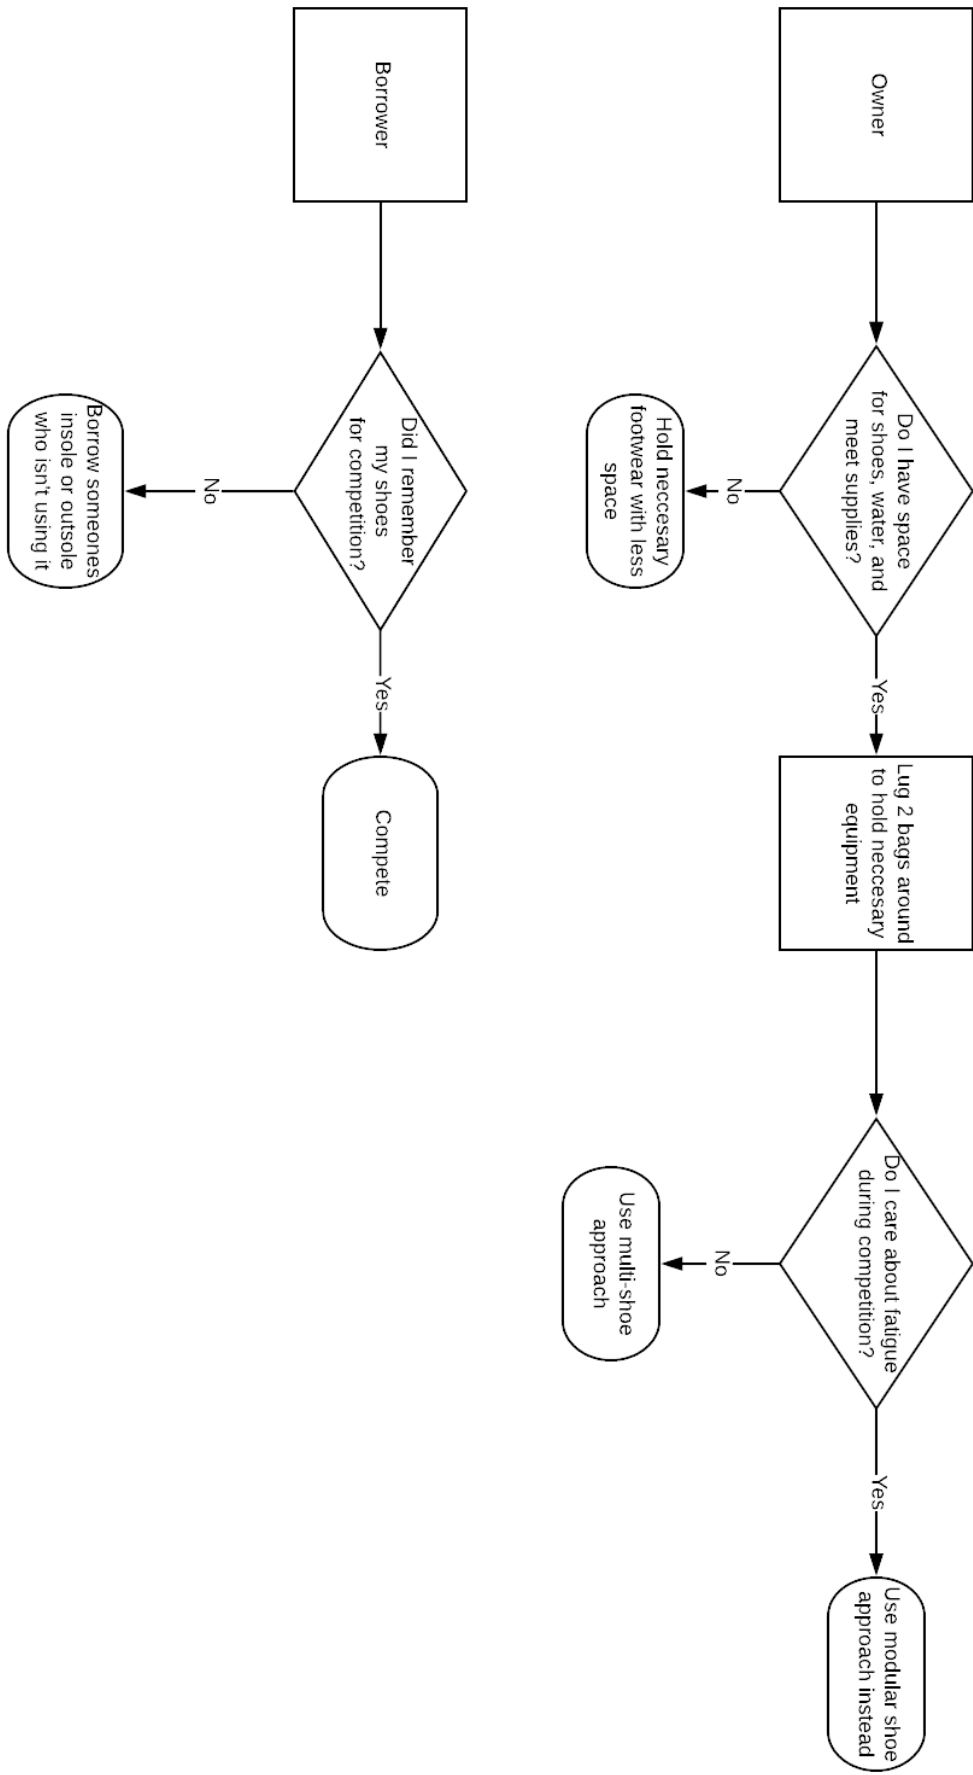 Owner
Do I have space
for shoes, water, and
meet supplies?
Yes
Lug 2 bags around
to hold neccesary
equipment
Do I care about fatigue
during competition?
Yes
Use modular shoe
approach instead
No
Hold neccesary
footwear with less
space
No
Use multi-shoe
approach
Borrower
Did I remember
my shoes
for competition?
Yes
Compete
No
Borrow someones
insole or outsole
who isn't using it